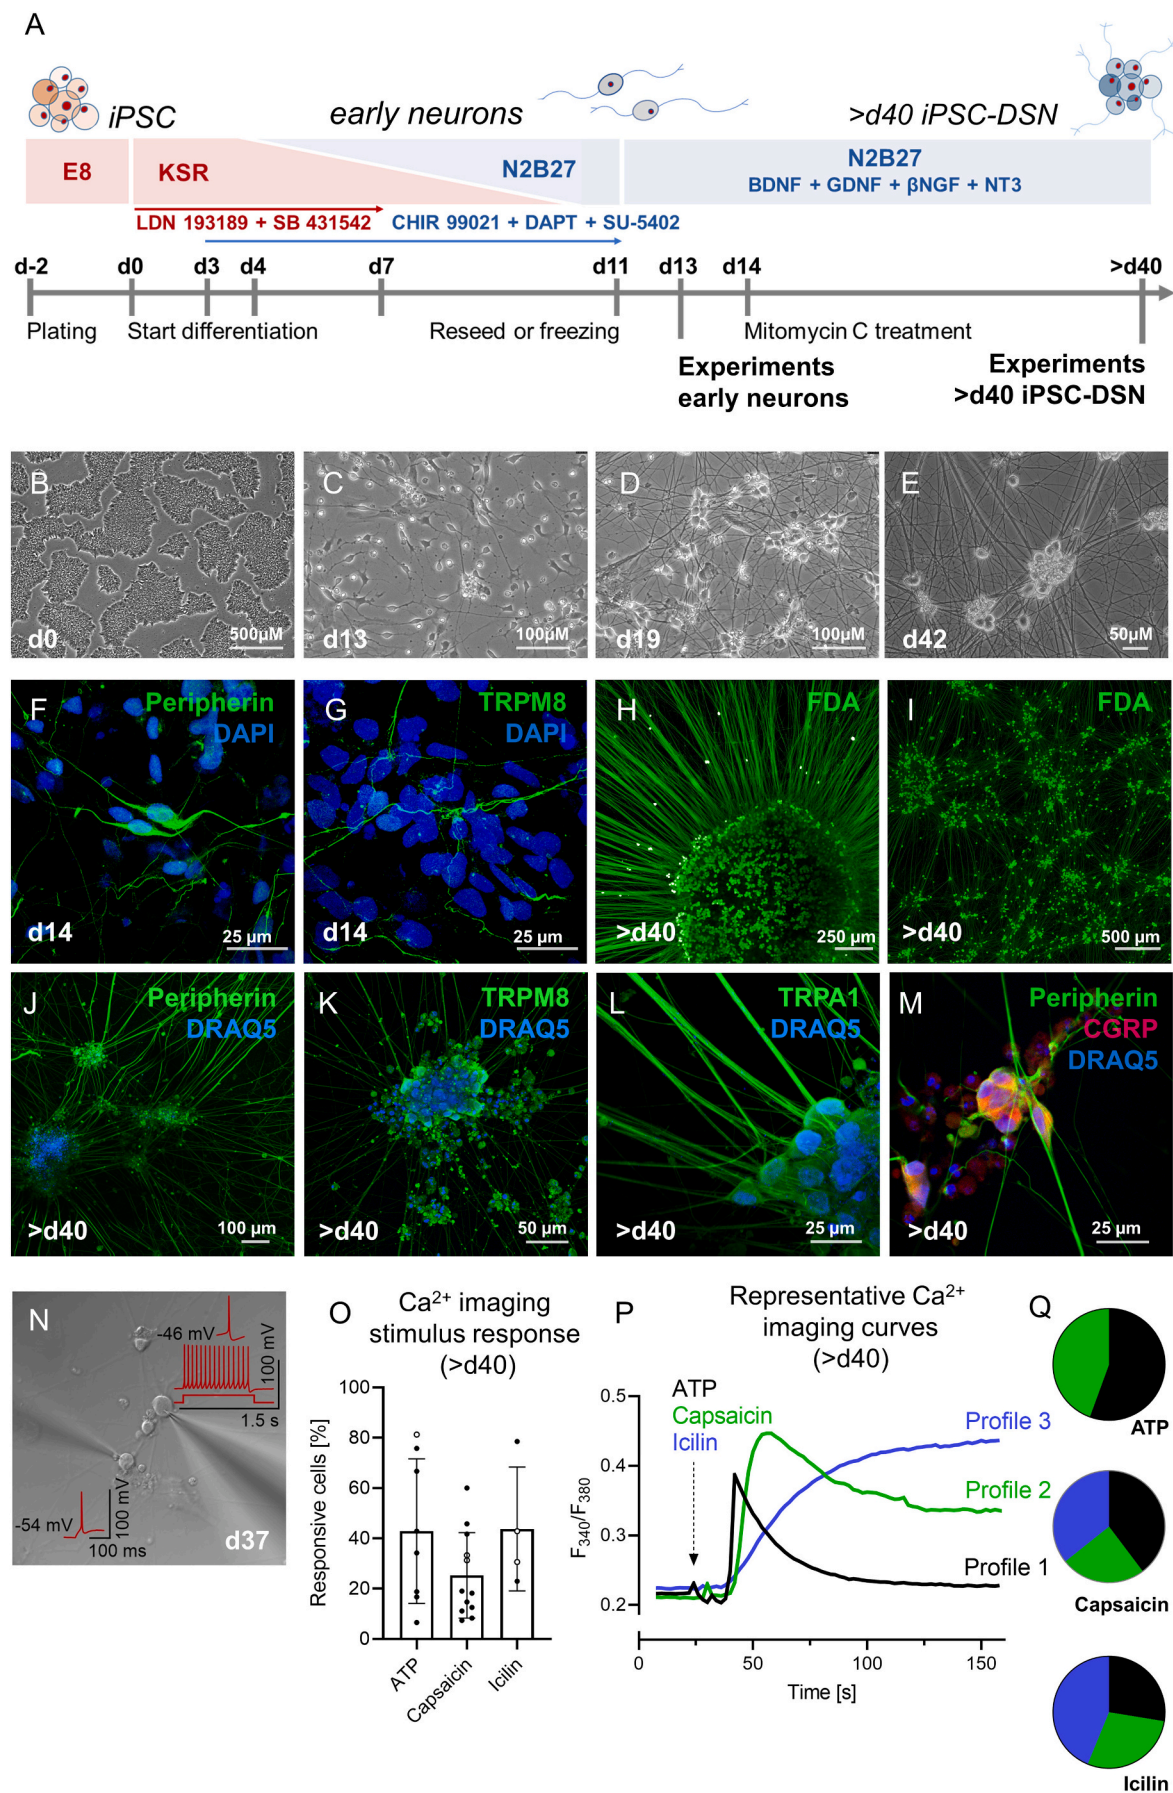 A
iPSC
early neurons
>d40 iPSC-DSN
E8
KSR
N2B27
N2B27
BDNF + GDNF + βNGF + NT3
LDN 193189 + SB 431542
CHIR 99021 + DAPT + SU-5402
d-2
d0
d3
d4
d7
d11
d13
d14
>d40
Plating
Start differentiation
Reseed or freezing
Mitomycin C treatment
Experiments
early neurons
Experiments
>d40 iPSC-DSN
B
d0
500µM
C
d13
100µM
D
d19
100µM
E
d42
50µM
F
Peripherin
DAPI
d14
25 µm
G
TRPM8
DAPI
d14
25 µm
H
FDA
>d40
250 µm
I
FDA
>d40
500 µm
J
Peripherin
DRAQ5
>d40
100 µm
K
TRPM8
DRAQ5
>d40
50 µm
L
TRPA1
DRAQ5
>d40
25 µm
M
Peripherin
CGRP
DRAQ5
>d40
25 µm
N
-46 mV
100 mV
1.5 s
-54 mV
100 mV
100 ms
d37
O
Ca2+ imaging
stimulus response
(>d40)
Responsive cells [%]
100
80
60
40
20
0
ATP
Capsaicin
Icilin
P
Representative Ca2+
imaging curves
(>d40)
ATP
Capsaicin
Icilin
Profile 3
Profile 2
Profile 1
F340/F380
0.5
0.4
0.3
0.2
0
50
100
150
Time [s]
Q
ATP
Capsaicin
Icilin